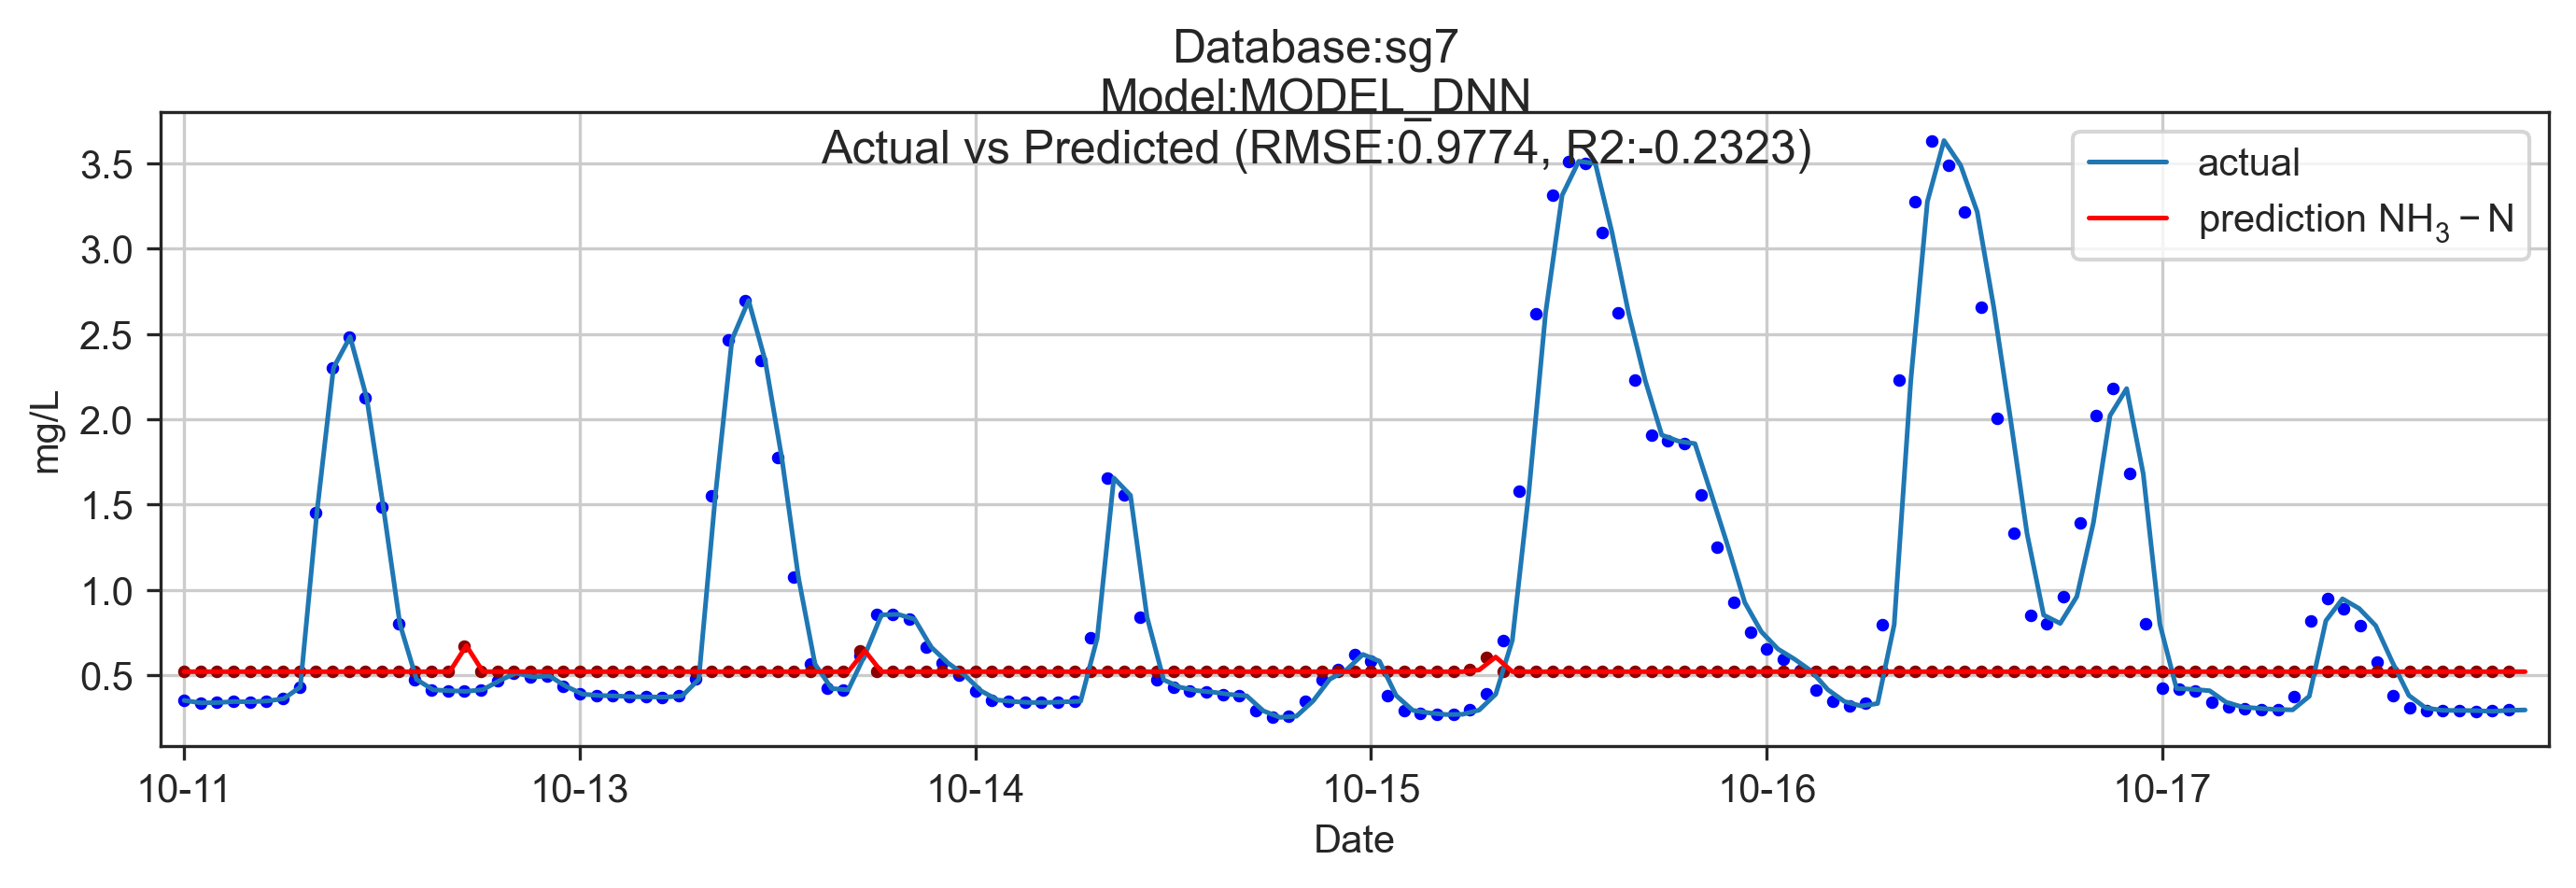 Database:sg7
Model:MODEL_DNN
Actual vs Predicted (RMSE:0.9774, R2:-0.2323)
actual
prediction NH₃ − N
3.5
3.0
2.5
2.0
1.5
1.0
0.5
mg/L
10-11 10-13 10-14 10-15 10-16 10-17
Date